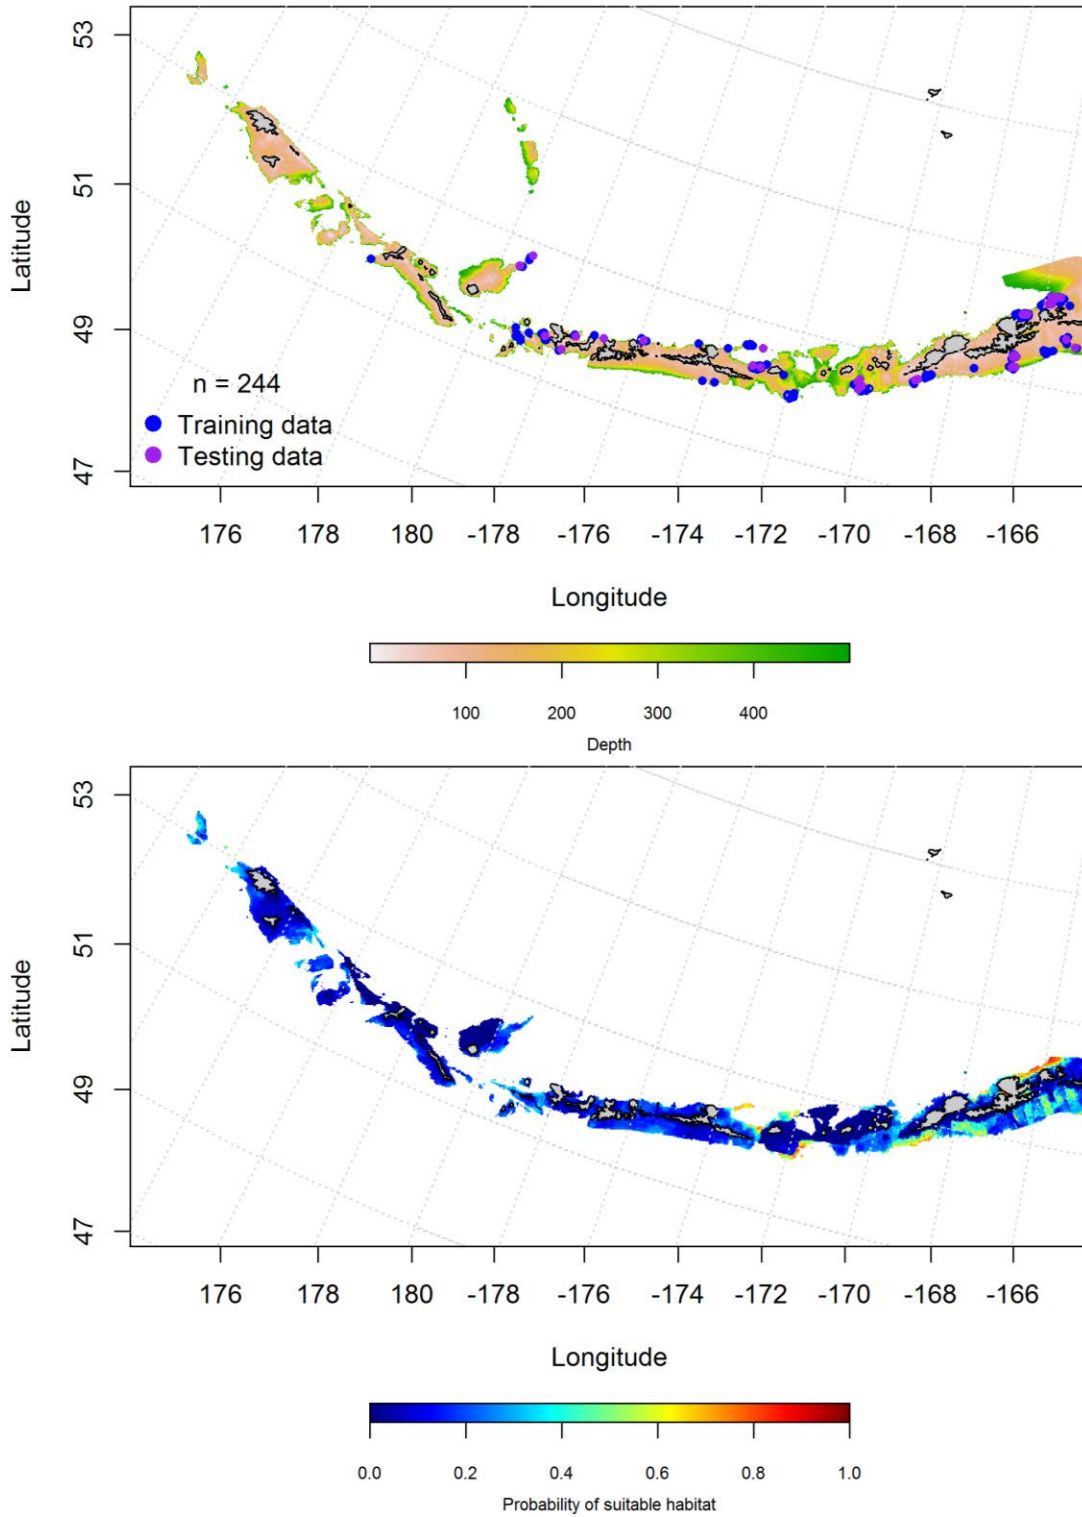 53
51
Latitude
49
n = 244
Training data
Testing data
47
176 178 180 -178 -176 -174 -172 -170 -168 -166
Longitude
100 200 300 400
Depth
53
51
Latitude
49
47
176 178 180 -178 -176 -174 -172 -170 -168 -166
Longitude
0.0 0.2 0.4 0.6 0.8 1.0
Probability of suitable habitat